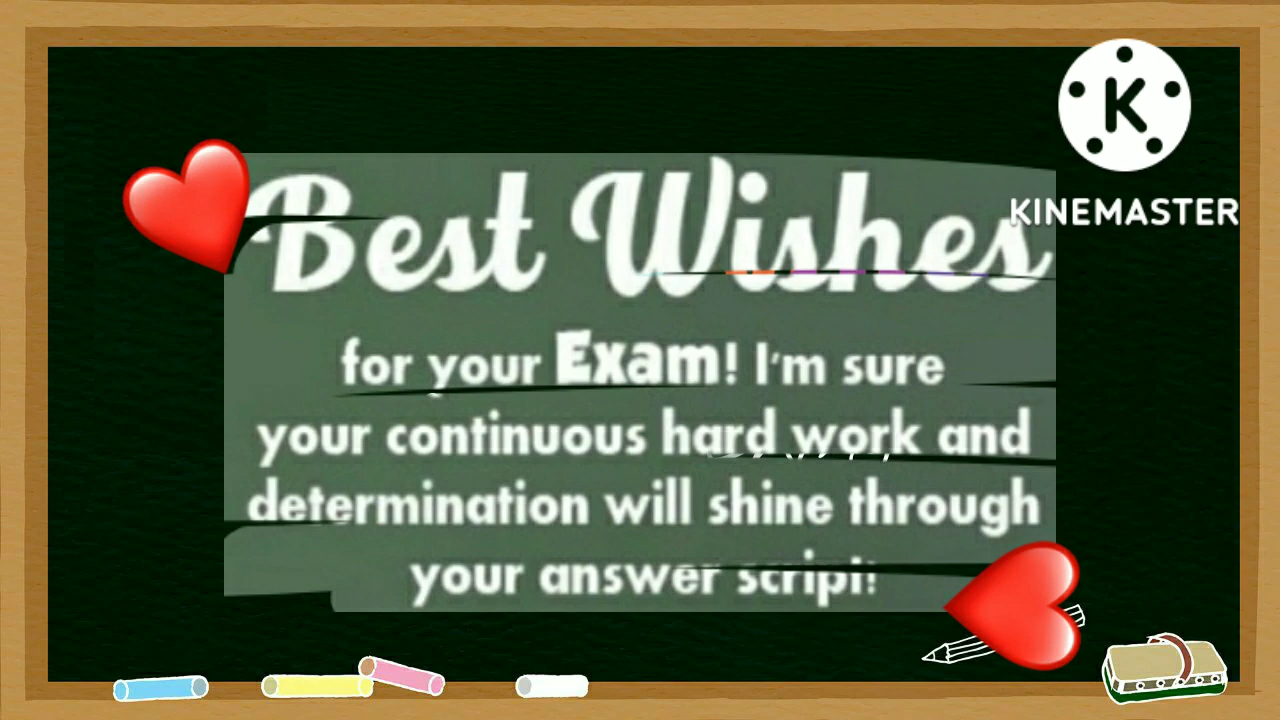 K
KINEMASTER
Best Wishes
for your Exam! I'm sure
your continuous hard work and
determination will shine through
your answer script!